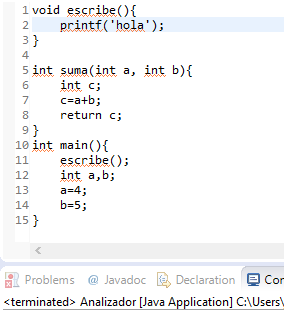 1 void escribe(){
2 printf('hola');
3 }
4
5 int suma(int a, int b){
6 int c;
7 c=a+b;
8 return c;
9 }
10 int main(){
11 escribe();
12 int a,b;
13 a=4;
14 b=5;
15 }
Problems @ Javadoc Declaration Con
<terminated> Analizador [Java Application] C:\Users\